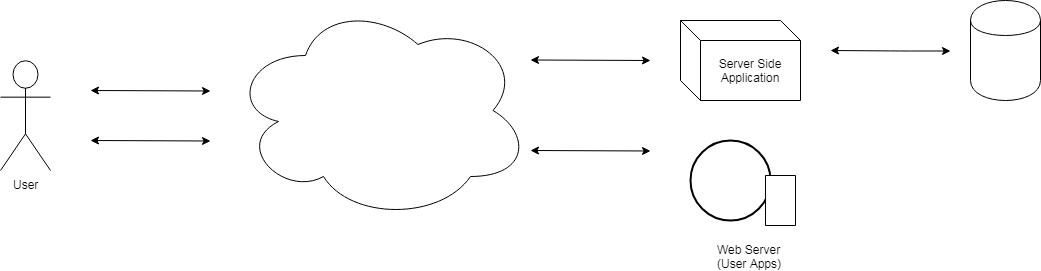 Server Side
Application
User
Web Server
(User Apps)